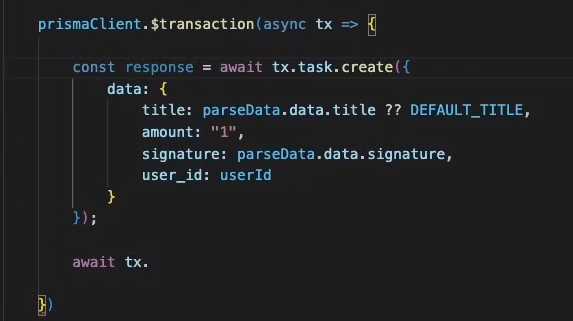 prismaClient.$transaction(async tx => {
const response = await tx.task.create({
data: {
title: parseData.data.title ?? DEFAULT_TITLE,
amount: "1",
signature: parseData.data.signature,
user_id: userId
}
});
await tx.
})